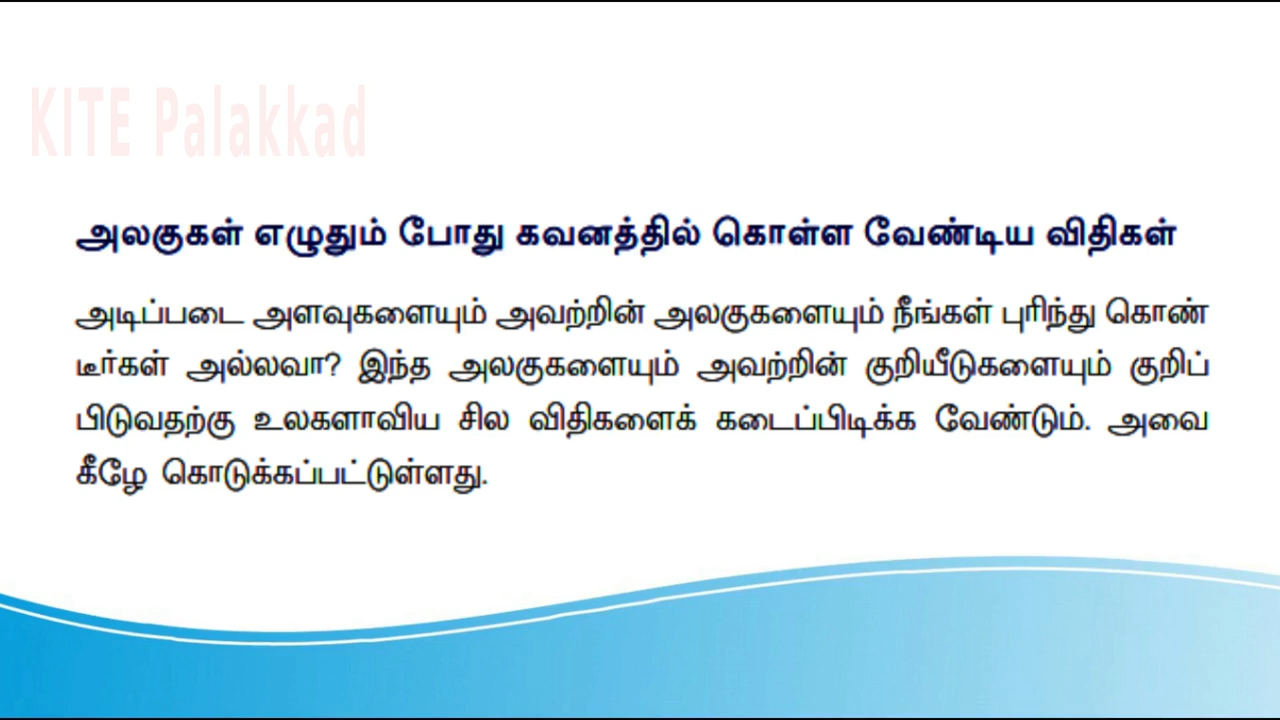 KITE Palakkad
அலகுகள் எழுதும் போது கவனத்தில் கொள்ள வேண்டிய விதிகள்
அடிப்படை அளவுகளையும் அவற்றின் அலகுகளையும் நீங்கள் புரிந்து கொண்
டீர்கள் அல்லவா? இந்த அலகுகளையும் அவற்றின் குறியீடுகளையும் குறிப்
பிடுவதற்கு உலகளாவிய சில விதிகளைக் கடைப்பிடிக்க வேண்டும். அவை
கீழே கொடுக்கப்பட்டுள்ளது.